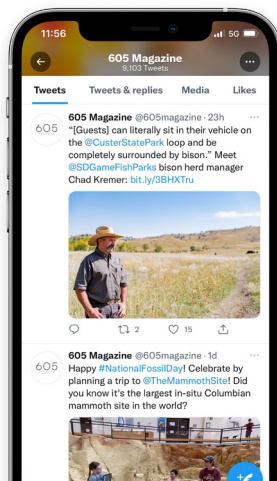 11:56
5G
605 Magazine
9,103 Tweets
Tweets
Tweets & replies
Media
Likes
605
605 Magazine @605magazine · 23h
“[Guests] can literally sit in their vehicle on
the @CusterStatePark loop and be
completely surrounded by bison.” Meet
@SDGameFishParks bison herd manager
Chad Kremer: bit.ly/3BHXTru
2
15
605
605 Magazine @605magazine · 1d
Happy #NationalFossilDay! Celebrate by
planning a trip to @TheMammothSite! Did
you know it's the largest in-situ Columbian
mammoth site in the world?